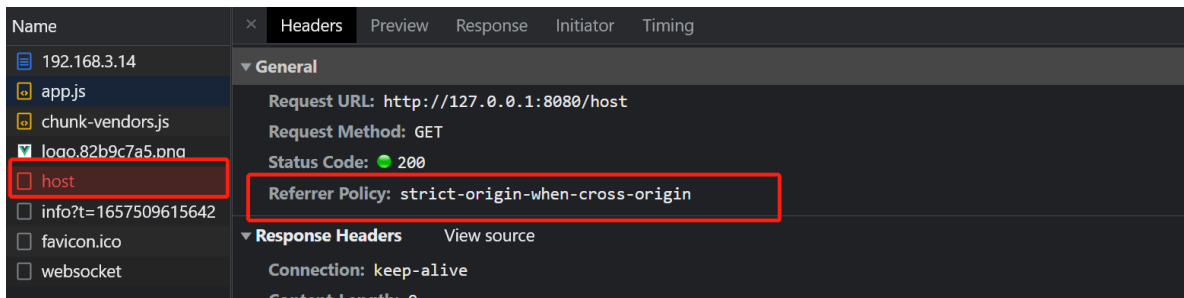 Name
192.168.3.14
app.js
chunk-vendors.js
logo.82b9c7a5.png
host
info?t=1657509615642
favicon.ico
websocket
× Headers Preview Response Initiator Timing
General
Request URL: http://127.0.0.1:8080/host
Request Method: GET
Status Code: 200
Referrer Policy: strict-origin-when-cross-origin
Response Headers View source
Connection: keep-alive